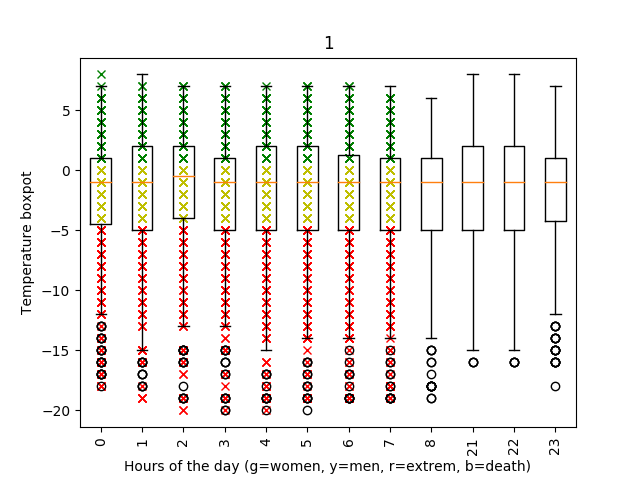 1
Temperature boxpot
5
0
−5
−10
−15
−20
0 1 2 3 4 5 6 7 8 21 22 23
Hours of the day (g=women, y=men, r=extrem, b=death)